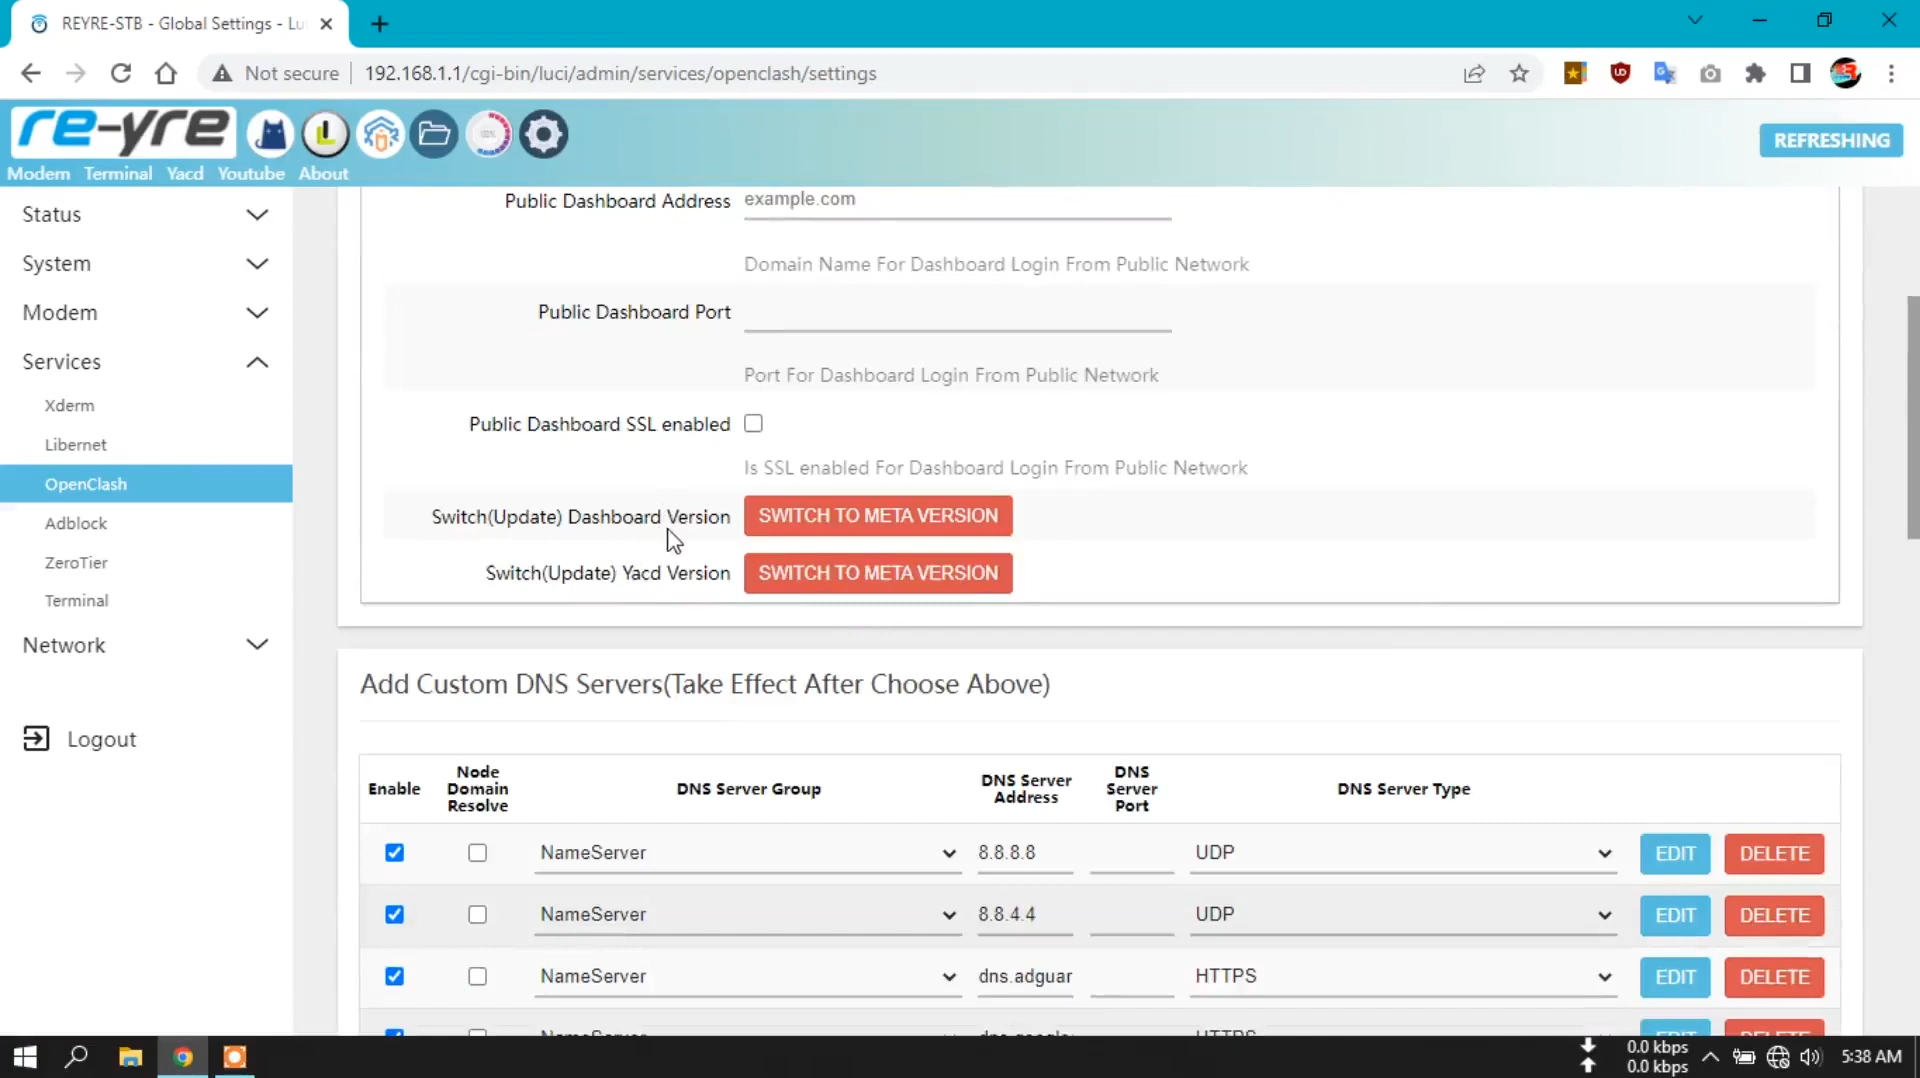 REYRE-STB - Global Settings - Lu
Not secure
192.168.1.1/cgi-bin/luci/admin/services/openclash/settings
re-yre
100%
REFRESHING
Modem Terminal Yacd Youtube About
Status
System
Modem
Services
Xderm
Libernet
OpenClash
Adblock
ZeroTier
Terminal
Network
Logout
Public Dashboard Address example.com
Domain Name For Dashboard Login From Public Network
Public Dashboard Port
Port For Dashboard Login From Public Network
Public Dashboard SSL enabled
Is SSL enabled For Dashboard Login From Public Network
Switch(Update) Dashboard Version SWITCH TO META VERSION
Switch(Update) Yacd Version SWITCH TO META VERSION
Add Custom DNS Servers(Take Effect After Choose Above)
Enable Node Domain Resolve DNS Server Group DNS Server Address DNS Server Port DNS Server Type
NameServer 8.8.8.8 UDP EDIT DELETE
NameServer 8.8.4.4 UDP EDIT DELETE
NameServer dns.adguar HTTPS EDIT DELETE
NameServer dns.google HTTPS EDIT DELETE
0.0 kbps
0.0 kbps
5:38 AM